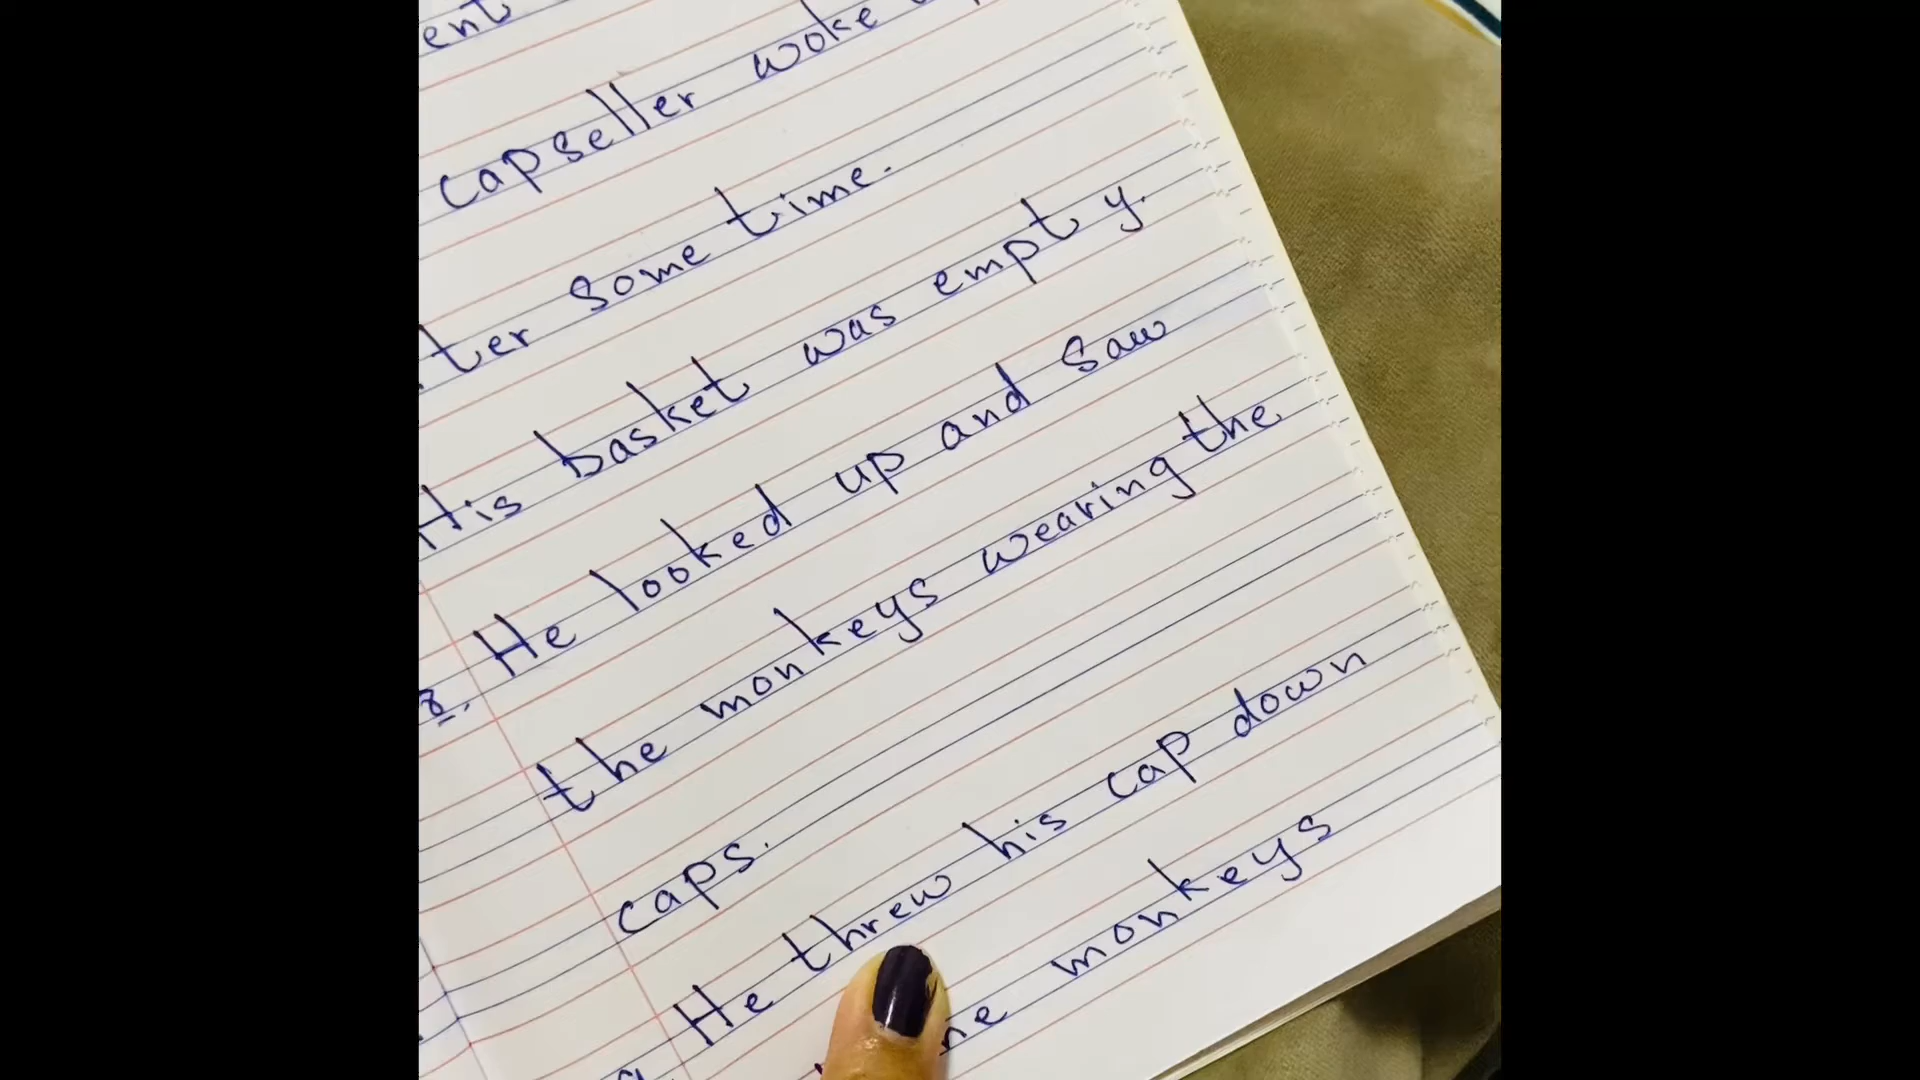 ent
capseller woke
ter some time.
His basket was empty.
8. He looked up and saw
the monkeys wearing the
caps.
He threw his cap down
monkeys